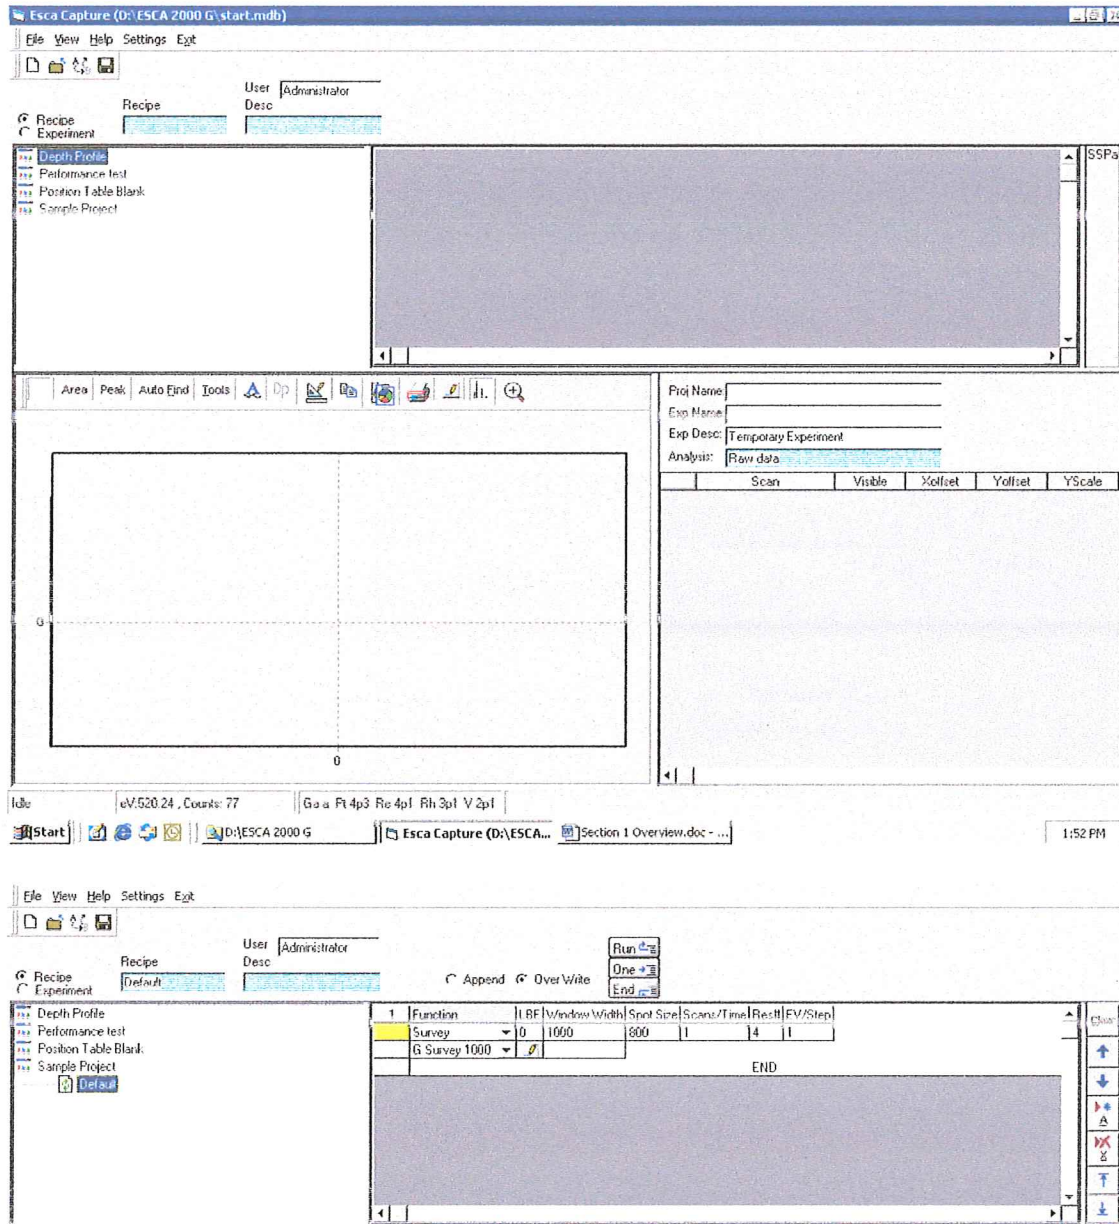 Esca Capture (D:\ESCA 2000 G\start.mdb)
File View Help Settings Exit
User Administrator
Recipe Desc
Recipe
Experiment
Depth Profile
Performance test
Position Table Blank
Sample Project
SSPa
Area Peak Auto Find Tools A Dp
Proj Name:
Exp Name:
Exp Desc: Temporary Experiment
Analysis: Raw data
Scan Visible Xoffset Yoffset YScale
0
0
Idle eV:520.24 , Counts: 77 Ga a Pt 4p3 Re 4p1 Rh 3p1 V 2p1
Start D:\ESCA 2000 G Esca Capture (D:\ESCA... Section 1 Overview.doc - ... 1:52 PM
File View Help Settings Exit
User Administrator
Recipe Desc
Recipe
Experiment
Default
Append Over Write
Run
One
End
Depth Profile
Performance test
Position Table Blank
Sample Project
Default
1 Function LBE Window Width Spot Size Scans/Time Res# EV/Step
Survey 0 1000 800 1 4 1
G Survey 1000
END
Clear
A
X